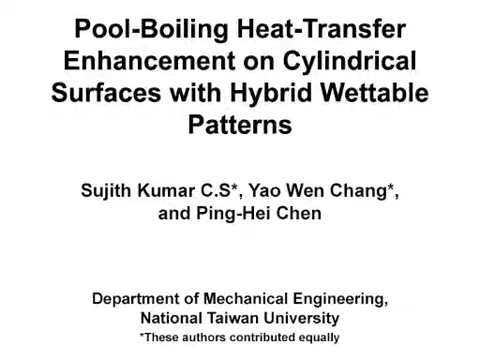 Pool-Boiling Heat-Transfer
Enhancement on Cylindrical
Surfaces with Hybrid Wettable
Patterns
Sujith Kumar C.S*, Yao Wen Chang*,
and Ping-Hei Chen
Department of Mechanical Engineering,
National Taiwan University
*These authors contributed equally